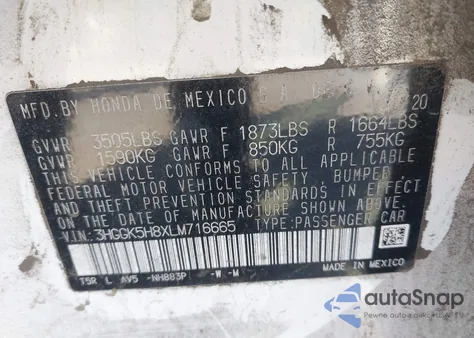 MFD. BY HONDA DE MEXICO S.A. 20
GVWR 3505LBS GAWR F 1873LBS R 1664LBS
GVWR 1590KG GAWR F 850KG R 755KG
THIS VEHICLE CONFORMS TO ALL APPLICABLE
FEDERAL MOTOR VEHICLE SAFETY, BUMPER,
AND THEFT PREVENTION STANDARDS IN EFFECT
ON THE DATE OF MANUFACTURE SHOWN ABOVE.
VIN: 3HGGK5H8XLM716665 TYPE: PASSENGER CAR
T5R L AV5 -NH883P -W -M MADE IN MEXICO
autoSnap